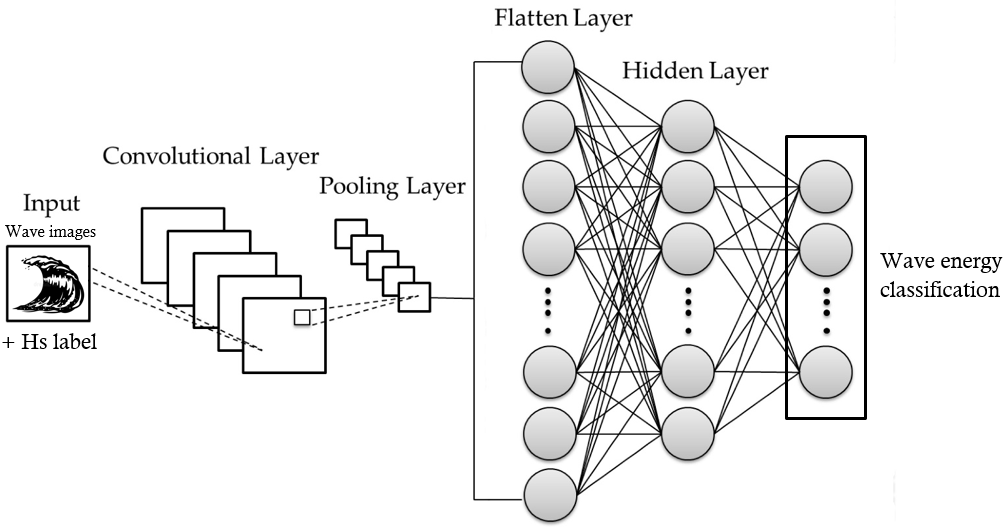 Flatten Layer
Hidden Layer
Convolutional Layer
Pooling Layer
Input
Wave images
+ Hs label
Wave energy
classification